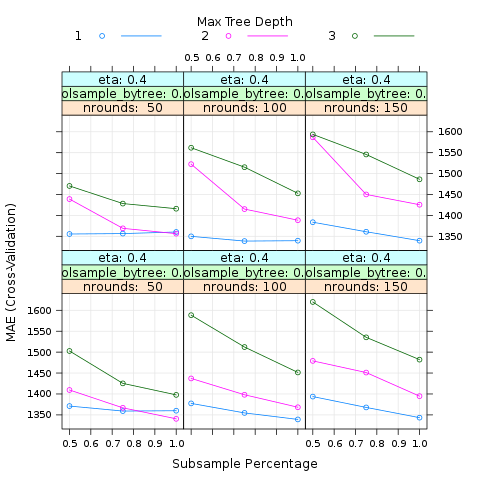 Max Tree Depth
1 2 3
0.5 0.6 0.7 0.8 0.9 1.0
eta: 0.4 eta: 0.4 eta: 0.4
olsample_bytree: 0. olsample_bytree: 0. olsample_bytree: 0.
nrounds: 50 nrounds: 100 nrounds: 150
1600
1550
1500
1450
1400
1350
eta: 0.4 eta: 0.4 eta: 0.4
olsample_bytree: 0. olsample_bytree: 0. olsample_bytree: 0.
nrounds: 50 nrounds: 100 nrounds: 150
1600
1550
1500
1450
1400
1350
MAE (Cross-Validation)
0.5 0.6 0.7 0.8 0.9 1.0 0.5 0.6 0.7 0.8 0.9 1.0
Subsample Percentage